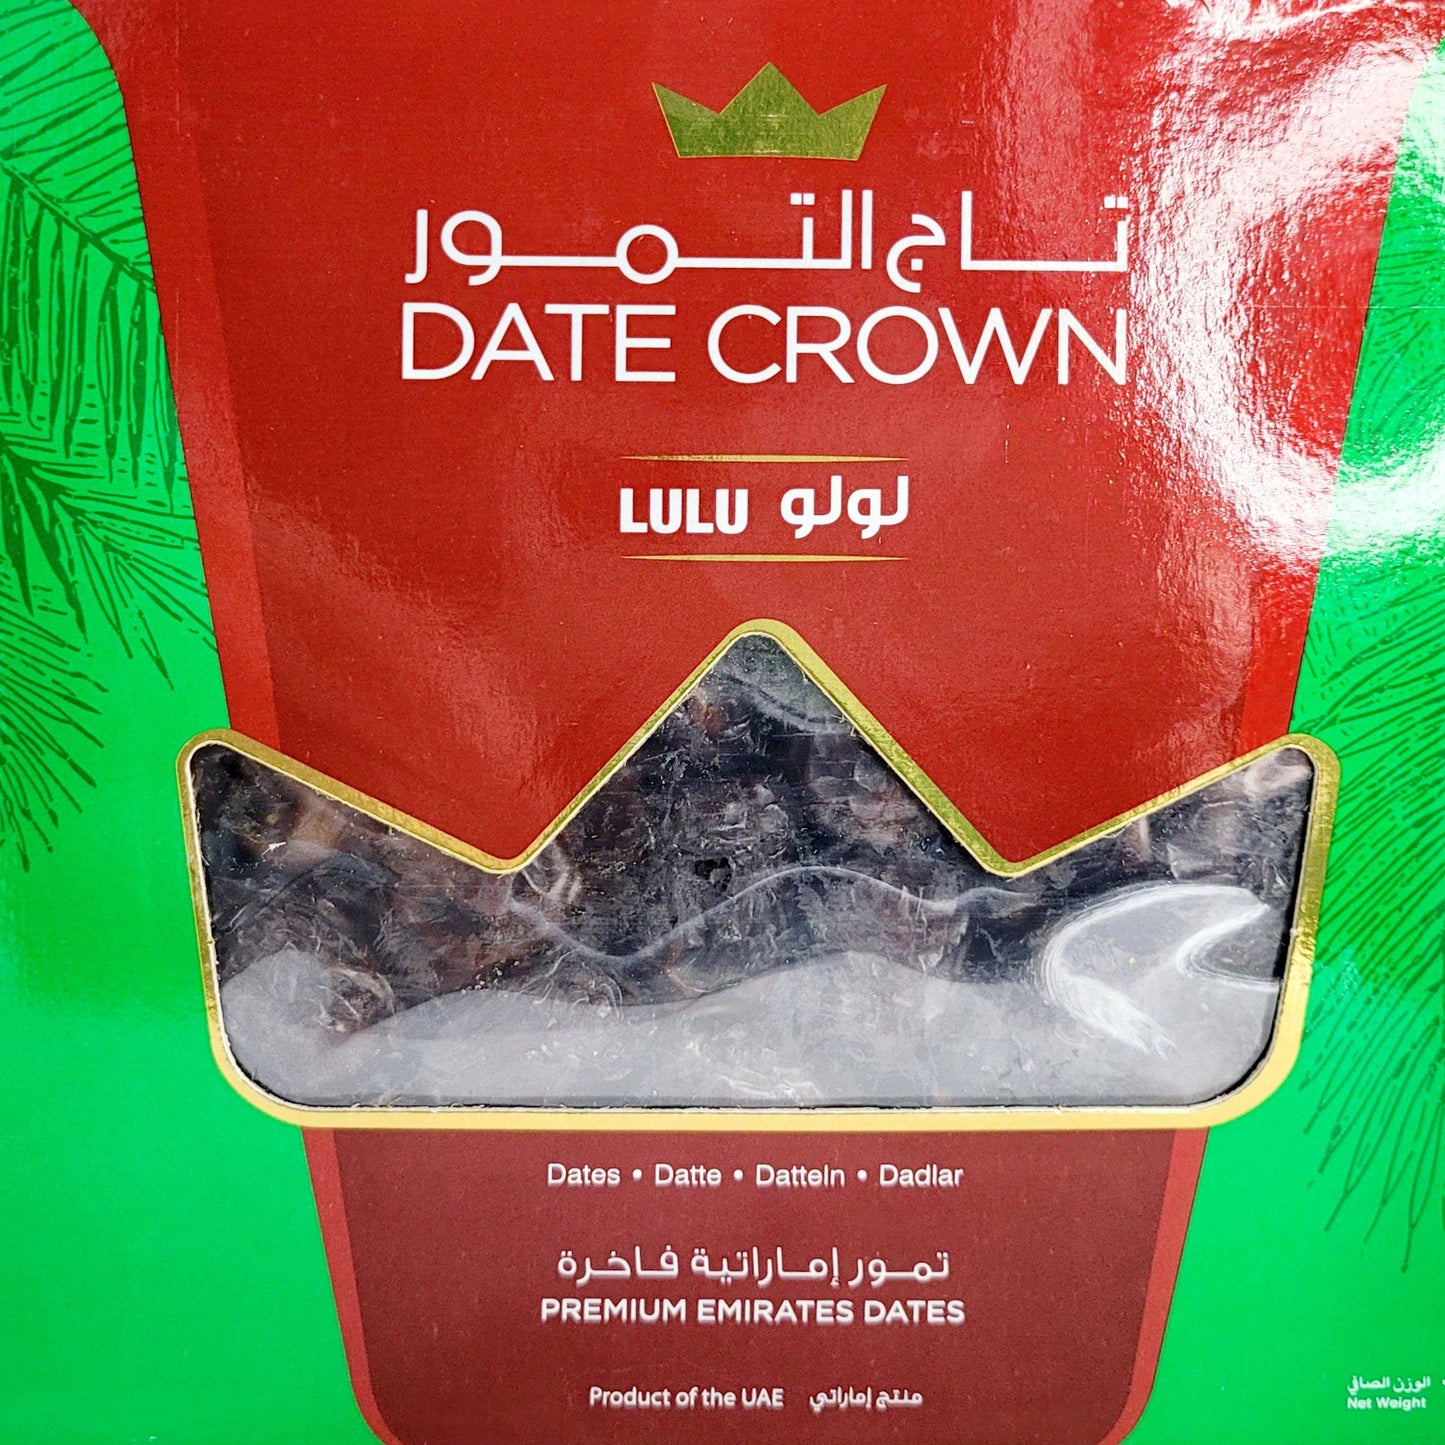 تاج التمور
DATE CROWN
LULU لولو
Dates • Datte • Datteln • Dadlar
تمور إماراتية فاخرة
PREMIUM EMIRATES DATES
Product of the UAE منتج إماراتي
الوزن الصافي
Net Weight